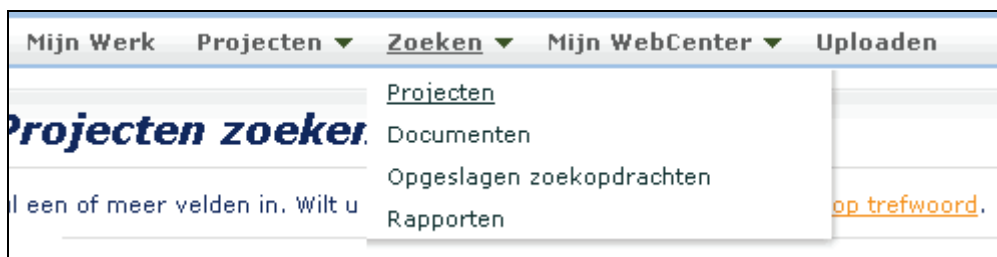 Mijn Werk Projecten Zoeken Mijn WebCenter Uploaden
Projecten
Projecten zoeken
Documenten
Opgeslagen zoekopdrachten
een of meer velden in. Wilt u op trefwoord.
Rapporten